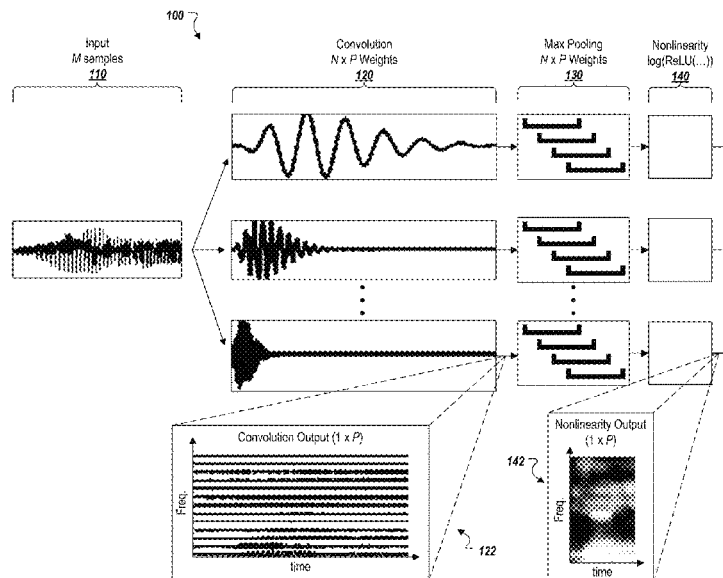 100
Input
M samples
110
Convolution
N x P Weights
120
Max Pooling
N x P Weights
130
Nonlinearity
log(ReLU(...))
140
Convolution Output (1 x P)
Freq.
time
122
Nonlinearity Output
(1 x P)
142
Freq.
time